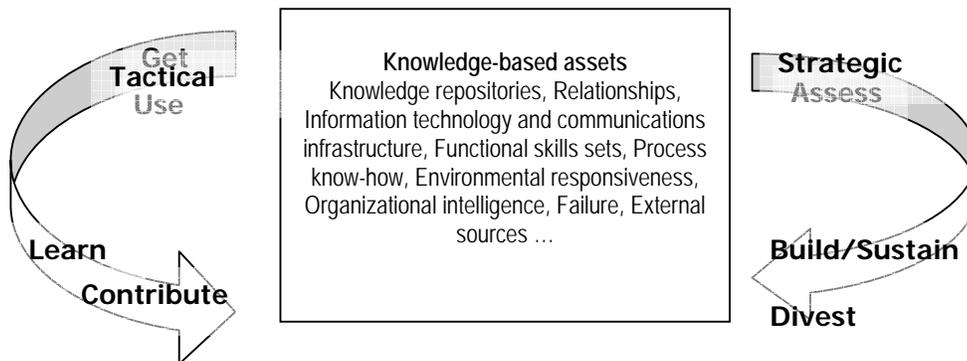 Get
Tactical
Use
Learn
Contribute
Knowledge-based assets
Knowledge repositories, Relationships,
Information technology and communications
infrastructure, Functional skills sets, Process
know-how, Environmental responsiveness,
Organizational intelligence, Failure, External
sources ...
Strategic
Assess
Build/Sustain
Divest